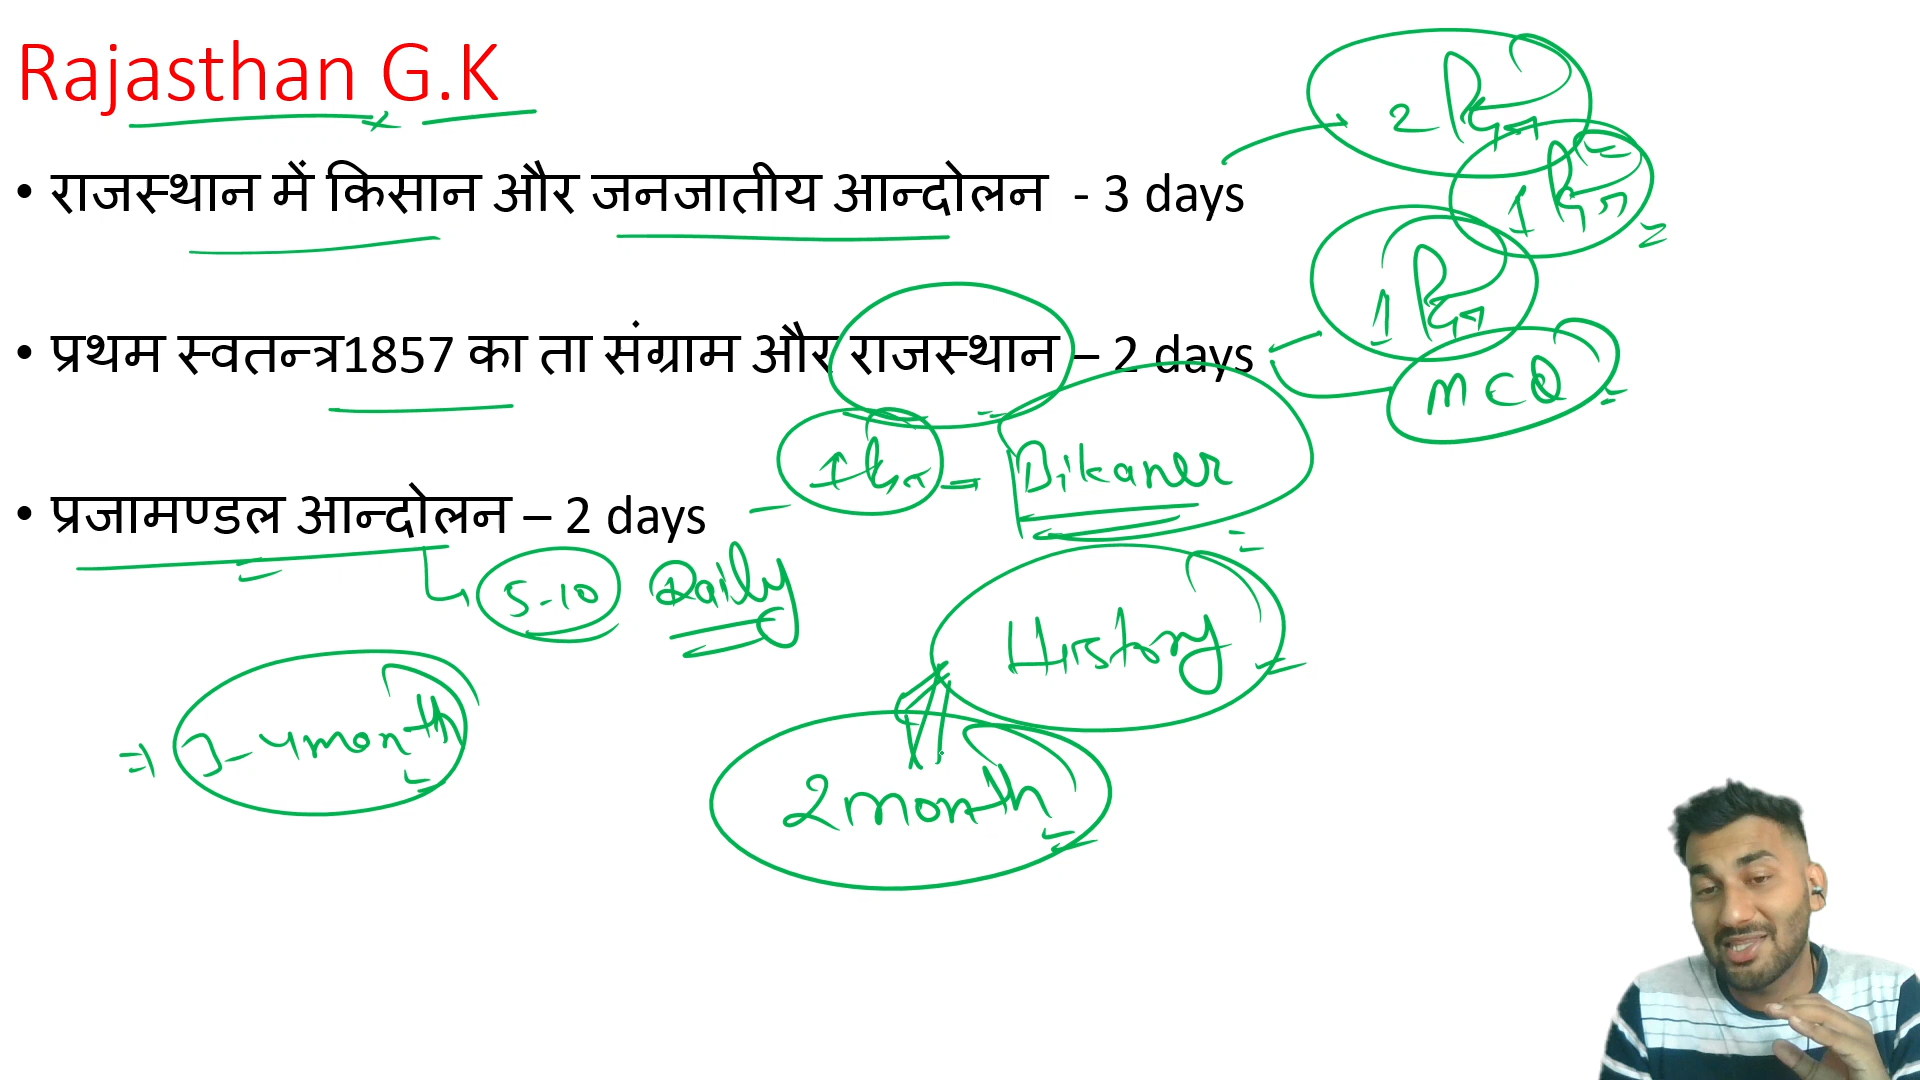 Rajasthan G.K
• राजस्थान में किसान और जनजातीय आन्दोलन - 3 days
2 दिन
1 दिन
• प्रथम स्वतन्त्र1857 का ता संग्राम और राजस्थान – 2 days
1 दिन
MCQ
• प्रजामण्डल आन्दोलन – 2 days
1 दिन - Bikaner
5-10 Daily
History
⇒ 3-4 month
2 month